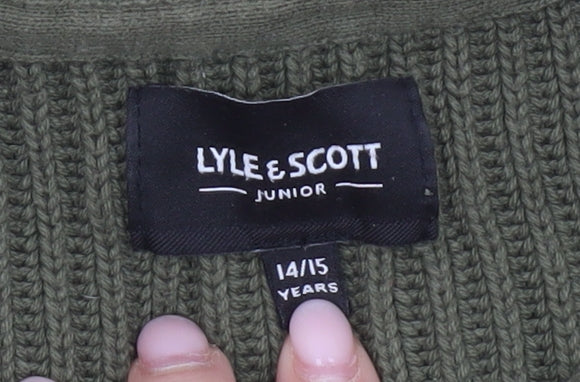 LYLE & SCOTT
JUNIOR
14/15
YEARS